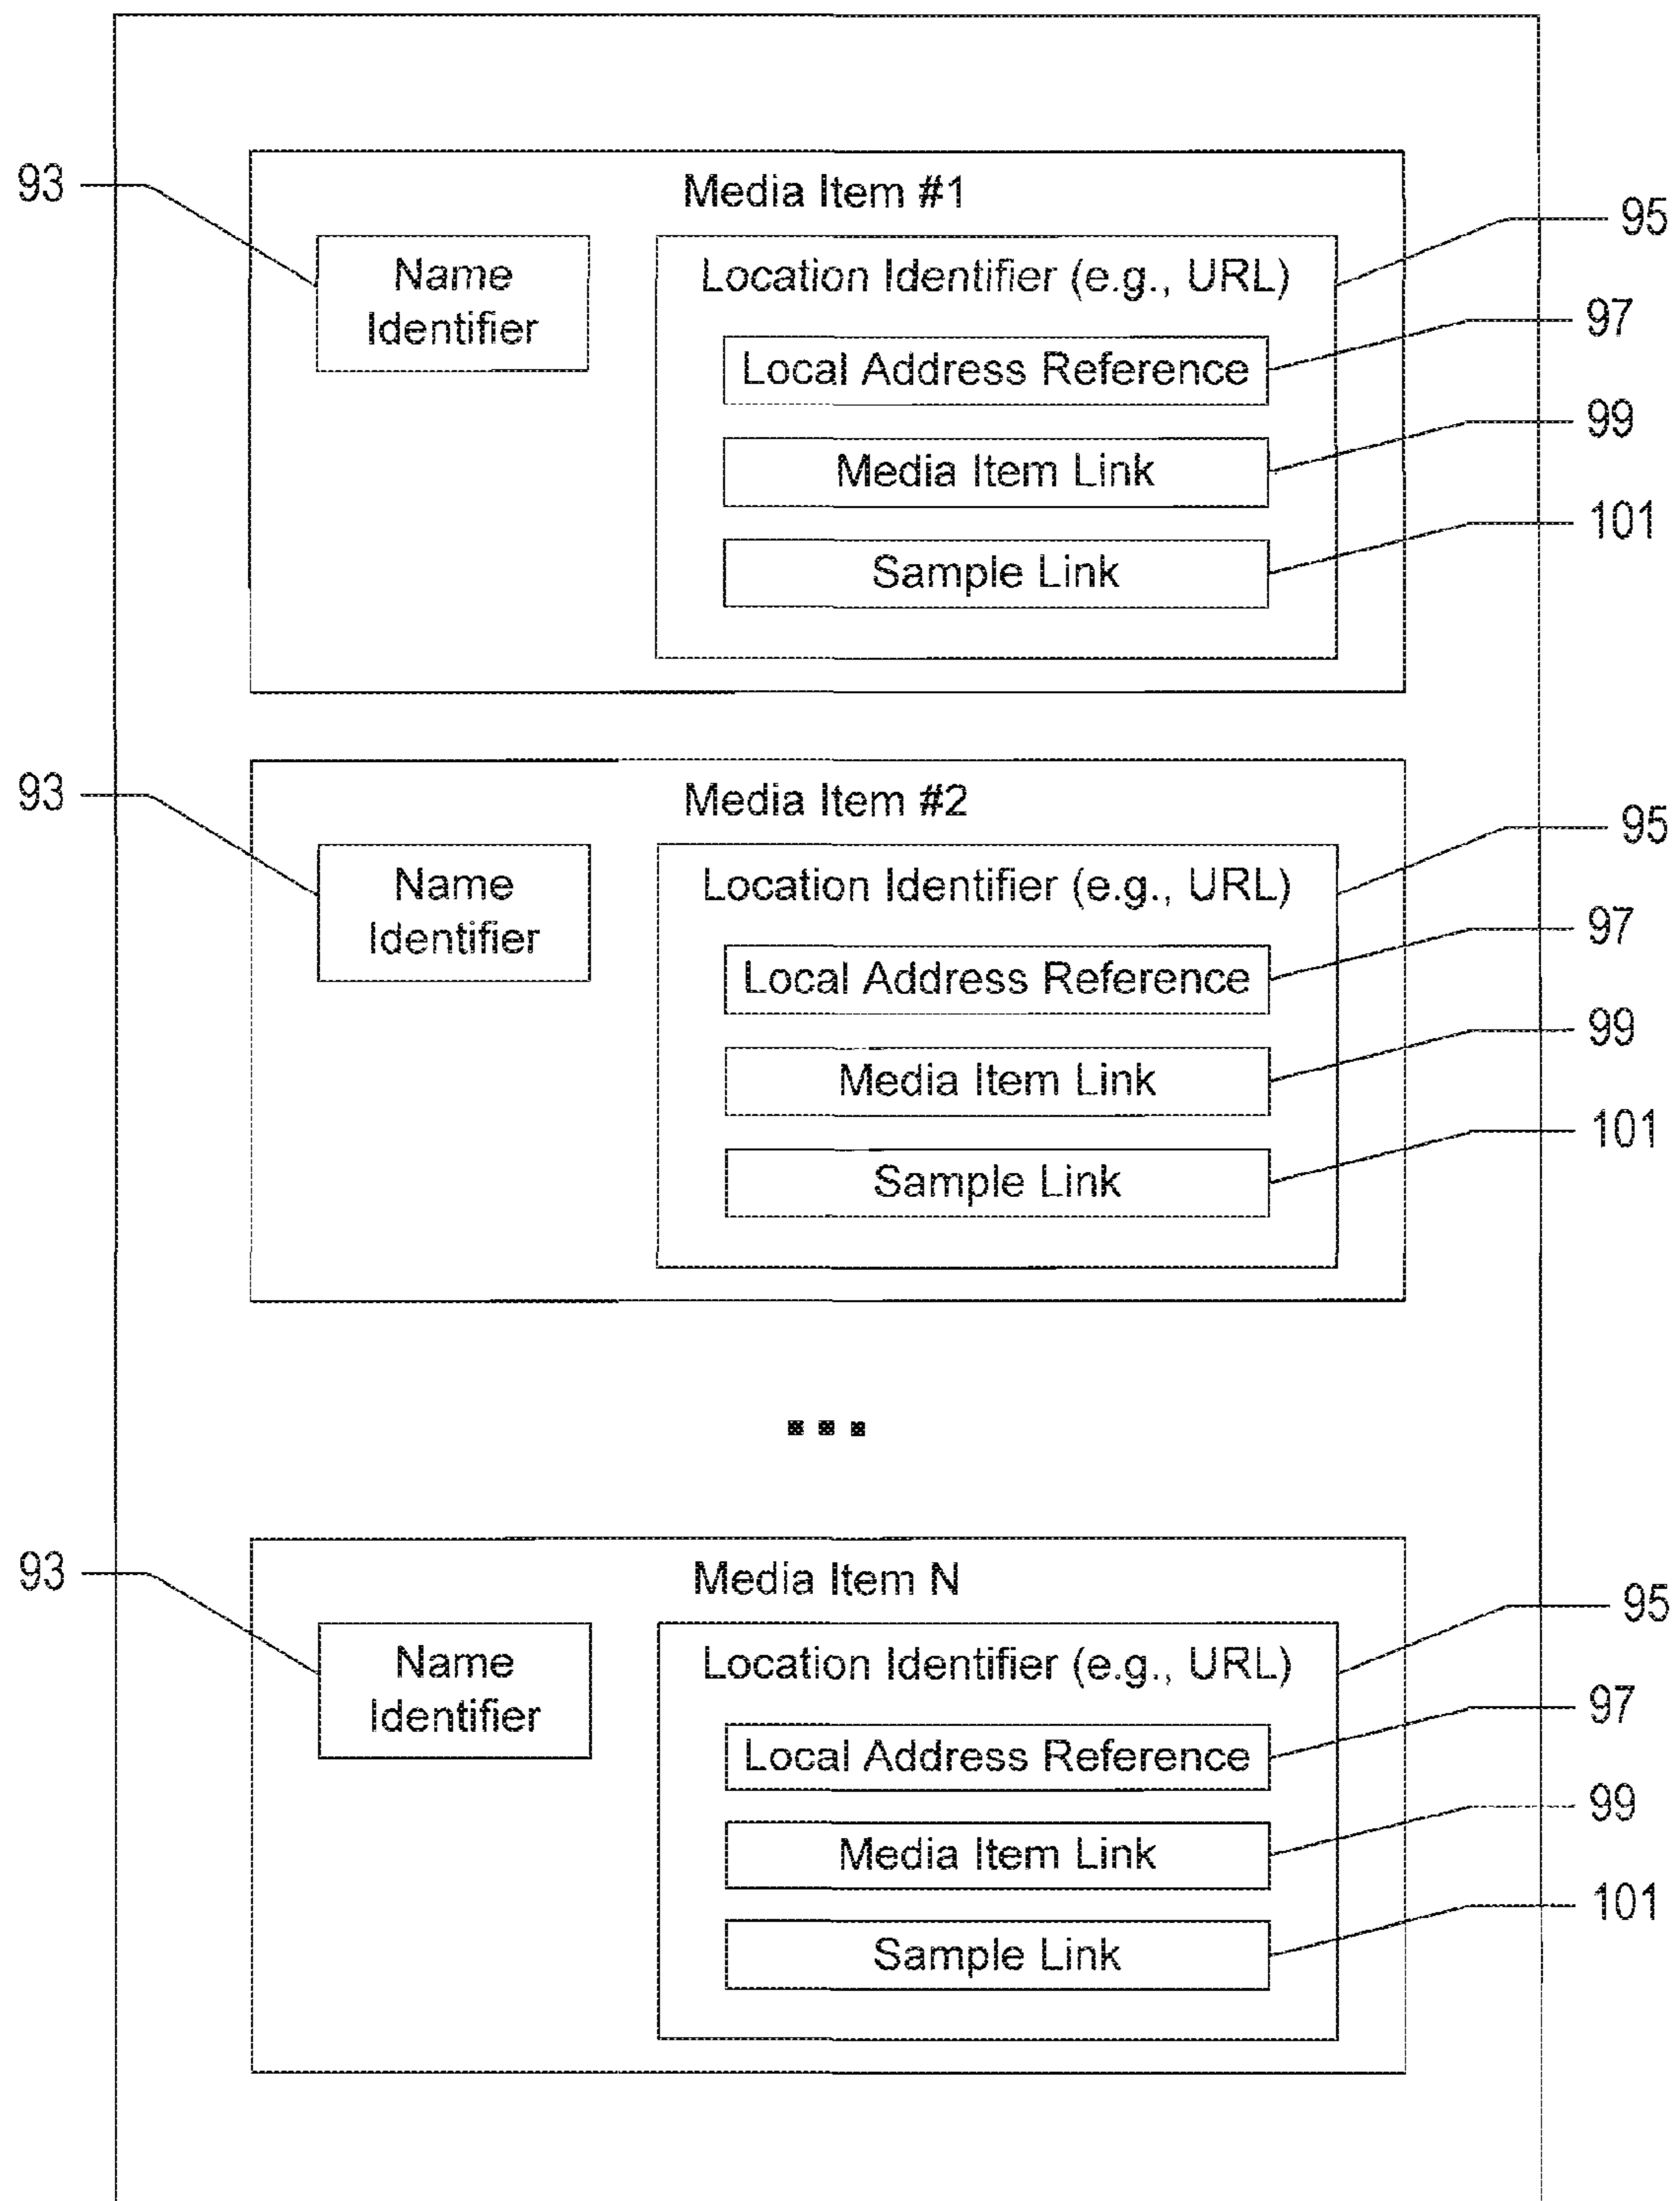 Media Item #1
93
Name
Identifier
95
Location Identifier (e.g., URL)
97
Local Address Reference
99
Media Item Link
101
Sample Link
Media Item #2
93
Name
Identifier
95
Location Identifier (e.g., URL)
97
Local Address Reference
99
Media Item Link
101
Sample Link
...
Media Item N
93
Name
Identifier
95
Location Identifier (e.g., URL)
97
Local Address Reference
99
Media Item Link
101
Sample Link